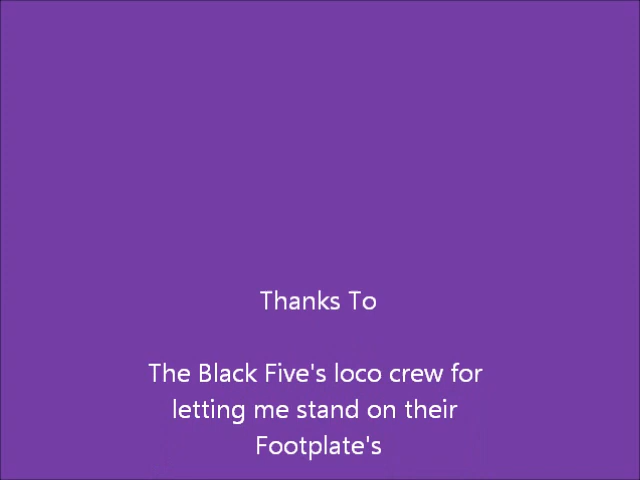 Thanks To
The Black Five's loco crew for
letting me stand on their
Footplate's